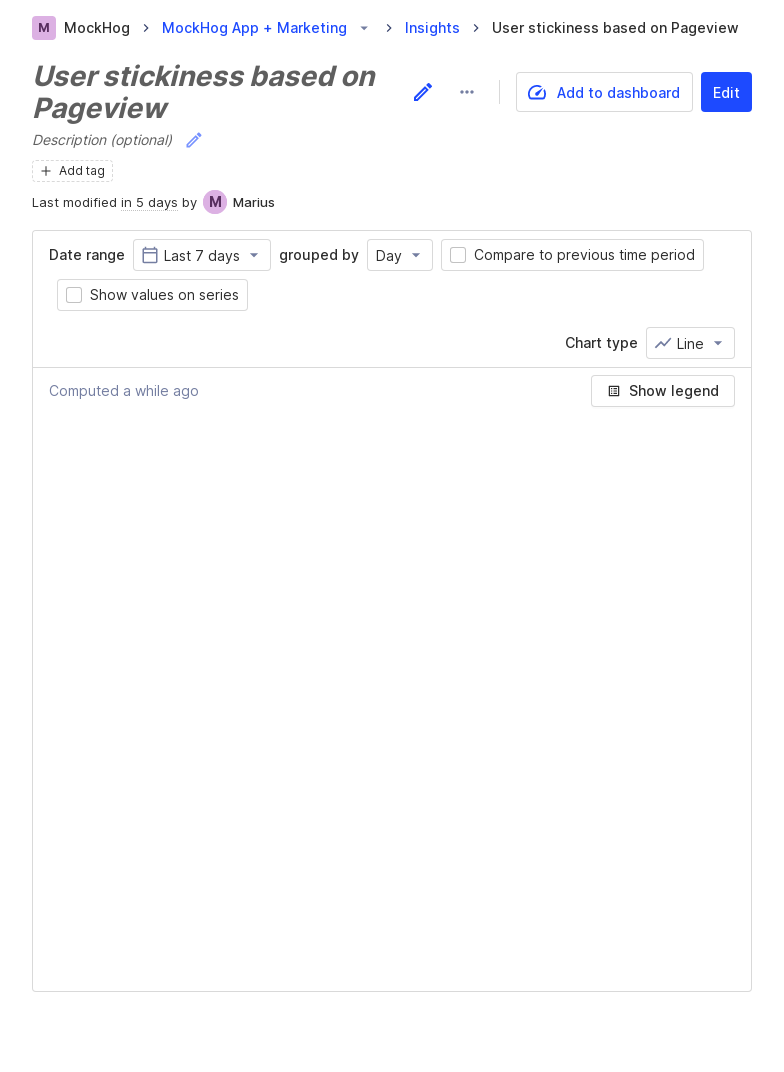 M MockHog MockHog App + Marketing Insights User stickiness based on Pageview
User stickiness based on
Pageview
Add to dashboard Edit
Description (optional)
Add tag
Last modified in 5 days by M Marius
Date range Last 7 days grouped by Day Compare to previous time period
Show values on series
Chart type Line
Computed a while ago Show legend